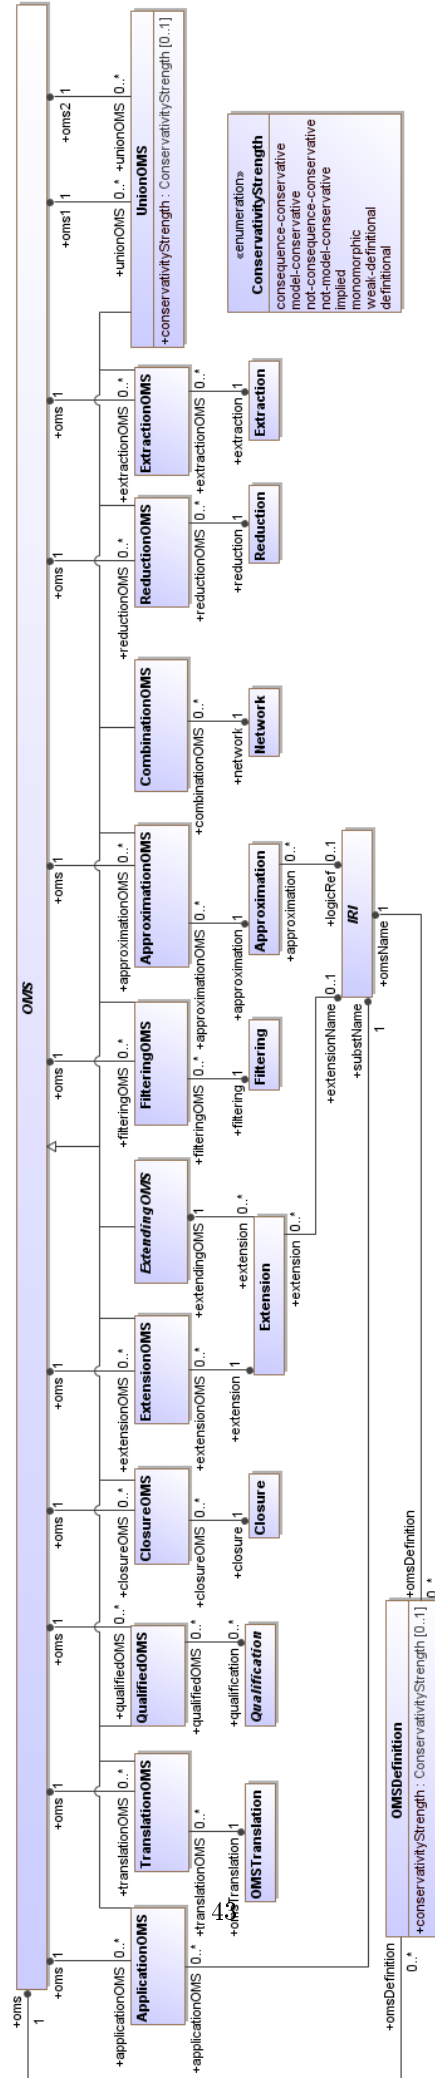 OMS
+oms2 1
+oms1 1
+unionOMS 0..*
+unionOMS 0..*
UnionOMS
+conservativityStrength : ConservativityStrength [0..1]
«enumeration»
ConservativityStrength
consequence-conservative
model-conservative
not-consequence-conservative
not-model-conservative
implied
monomorphic
weak-definitional
definitional
+oms 1
+extractionOMS 0..*
ExtractionOMS
+extractionOMS 0..*
+extraction 1
Extraction
+oms 1
+reductionOMS 0..*
ReductionOMS
+reductionOMS 0..*
+reduction 1
Reduction
CombinationOMS
+combinationOMS 0..*
+network 1
Network
+oms 1
+approximationOMS 0..*
ApproximationOMS
+approximationOMS 0..*
+approximation 1
Approximation
+approximation 0..*
+logicRef 0..1
IRI
+omsName 1
+extensionName 0..1
+substName
1
+oms 1
+filteringOMS 0..*
FilteringOMS
+filteringOMS 0..*
+filtering 1
Filtering
ExtendingOMS
+extendingOMS 1
+extension 0..*
Extension
+extension 0..*
+oms 1
+extensionOMS 0..*
ExtensionOMS
+extensionOMS 0..*
+extension 1
+oms 1
+closureOMS 0..*
ClosureOMS
+closureOMS 0..*
+closure 1
Closure
+oms 1
+qualifiedOMS 0..*
QualifiedOMS
+qualifiedOMS 0..*
+qualification 0..*
Qualification
+oms 1
+translationOMS 0..*
TranslationOMS
+translationOMS 0..*
+omsTranslation 1
OMSTranslation
+oms 1
+applicationOMS 0..*
ApplicationOMS
+applicationOMS 0..*
+oms
1
+omsDefinition
0..*
OMSDefinition
+conservativityStrength : ConservativityStrength [0..1]
+omsDefinition
0..*
43